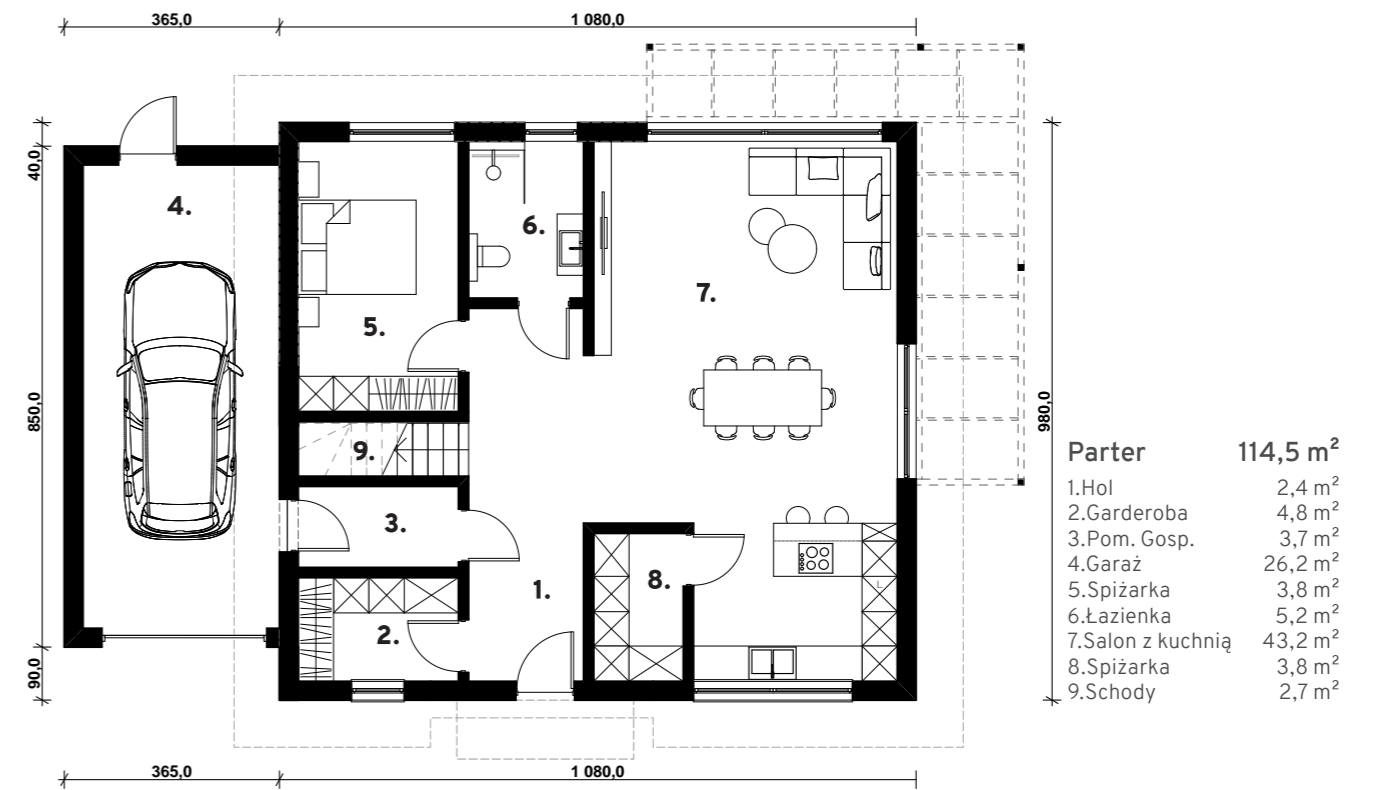 365,0
1 080,0
40,0
4.
6.
7.
5.
850,0
980,0
9.
3.
8.
1.
2.
90,0
365,0
1 080,0
Parter 114,5 m²
1.Hol 2,4 m²
2.Garderoba 4,8 m²
3.Pom. Gosp. 3,7 m²
4.Garaż 26,2 m²
5.Spiżarka 3,8 m²
6.Łazienka 5,2 m²
7.Salon z kuchnią 43,2 m²
8.Spiżarka 3,8 m²
9.Schody 2,7 m²
L